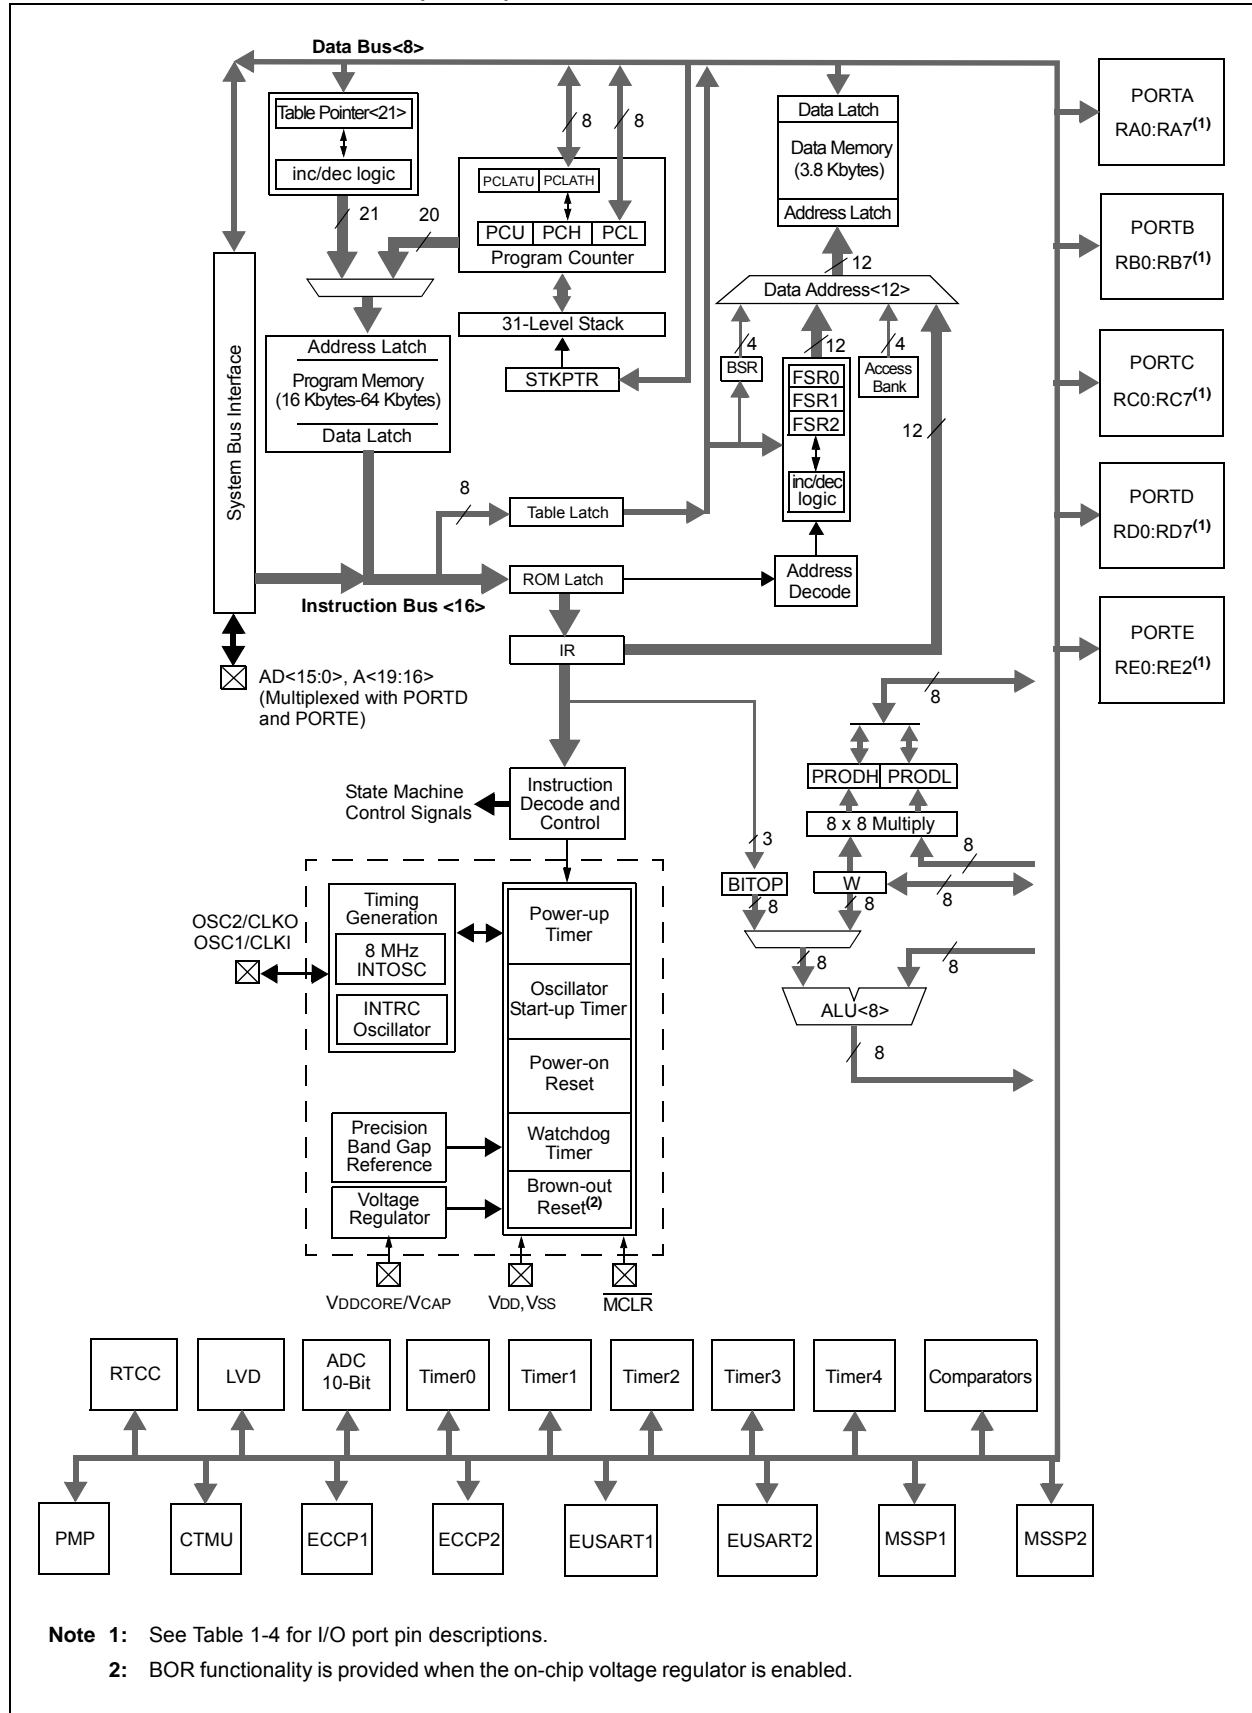 Data Bus<8>
Table Pointer<21>
inc/dec logic
21
20
8
8
PCLATU PCLATH
PCU PCH PCL
Program Counter
31-Level Stack
STKPTR
Data Latch
Data Memory
(3.8 Kbytes)
Address Latch
12
Data Address<12>
4
12
4
BSR
FSR0
FSR1
FSR2
inc/dec
logic
Access
Bank
12
Address
Decode
PORTA
RA0:RA7(1)
PORTB
RB0:RB7(1)
PORTC
RC0:RC7(1)
PORTD
RD0:RD7(1)
PORTE
RE0:RE2(1)
System Bus Interface
Address Latch
Program Memory
(16 Kbytes-64 Kbytes)
Data Latch
8
Table Latch
ROM Latch
Instruction Bus <16>
IR
AD<15:0>, A<19:16>
(Multiplexed with PORTD
and PORTE)
8
PRODH PRODL
8 x 8 Multiply
State Machine
Control Signals
Instruction
Decode and
Control
3
8
BITOP
W
8
8
8
8
8
ALU<8>
8
OSC2/CLKO
OSC1/CLKI
Timing
Generation
8 MHz
INTOSC
INTRC
Oscillator
Power-up
Timer
Oscillator
Start-up Timer
Power-on
Reset
Watchdog
Timer
Brown-out
Reset(2)
Precision
Band Gap
Reference
Voltage
Regulator
VDDCORE/VCAP
VDD,VSS
MCLR
RTCC
LVD
ADC
10-Bit
Timer0
Timer1
Timer2
Timer3
Timer4
Comparators
PMP
CTMU
ECCP1
ECCP2
EUSART1
EUSART2
MSSP1
MSSP2
Note 1: See Table 1-4 for I/O port pin descriptions.
2: BOR functionality is provided when the on-chip voltage regulator is enabled.